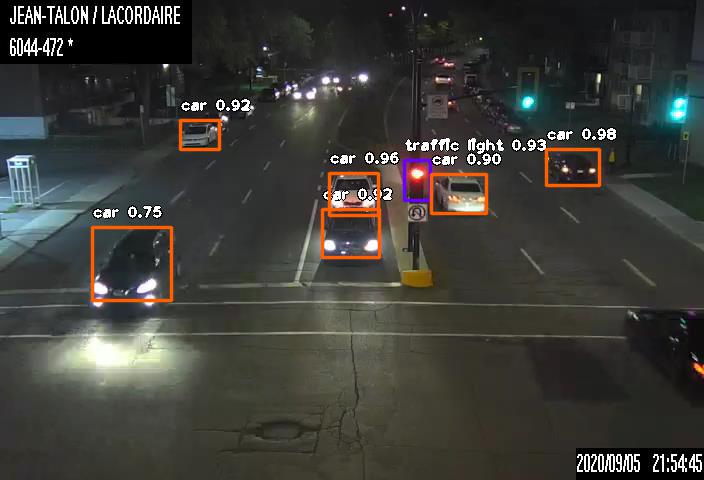 JEAN-TALON / LACORDAIRE
6044-472 *
car 0.92
traffic light 0.93
car 0.98
car 0.96
car 0.90
car 0.92
car 0.75
2020/09/05 21:54:45